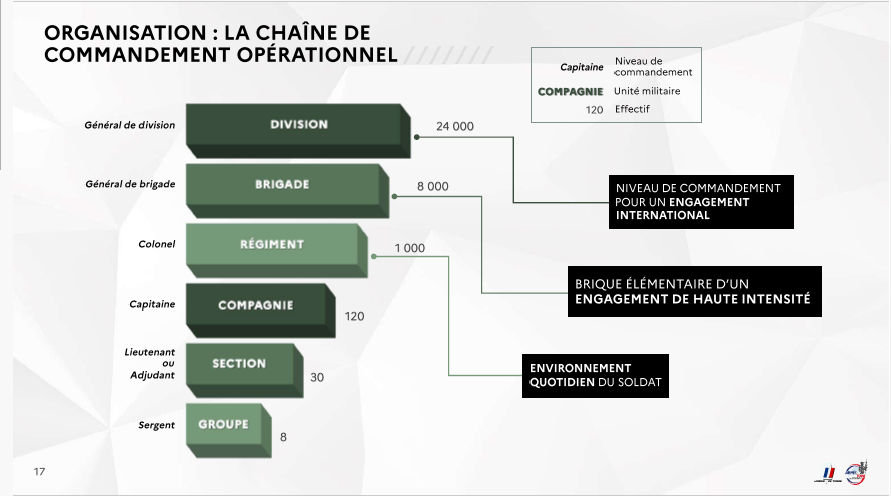 ORGANISATION : LA CHAÎNE DE
COMMANDEMENT OPÉRATIONNEL
Capitaine
Niveau de
commandement
COMPAGNIE
Unité militaire
120
Effectif
Général de division
DIVISION
24 000
Général de brigade
BRIGADE
8 000
NIVEAU DE COMMANDEMENT
POUR UN ENGAGEMENT
INTERNATIONAL
Colonel
RÉGIMENT
1 000
BRIQUE ÉLÉMENTAIRE D'UN
ENGAGEMENT DE HAUTE INTENSITÉ
Capitaine
COMPAGNIE
120
Lieutenant
ou
Adjudant
SECTION
30
ENVIRONNEMENT
QUOTIDIEN DU SOLDAT
Sergent
GROUPE
8
17